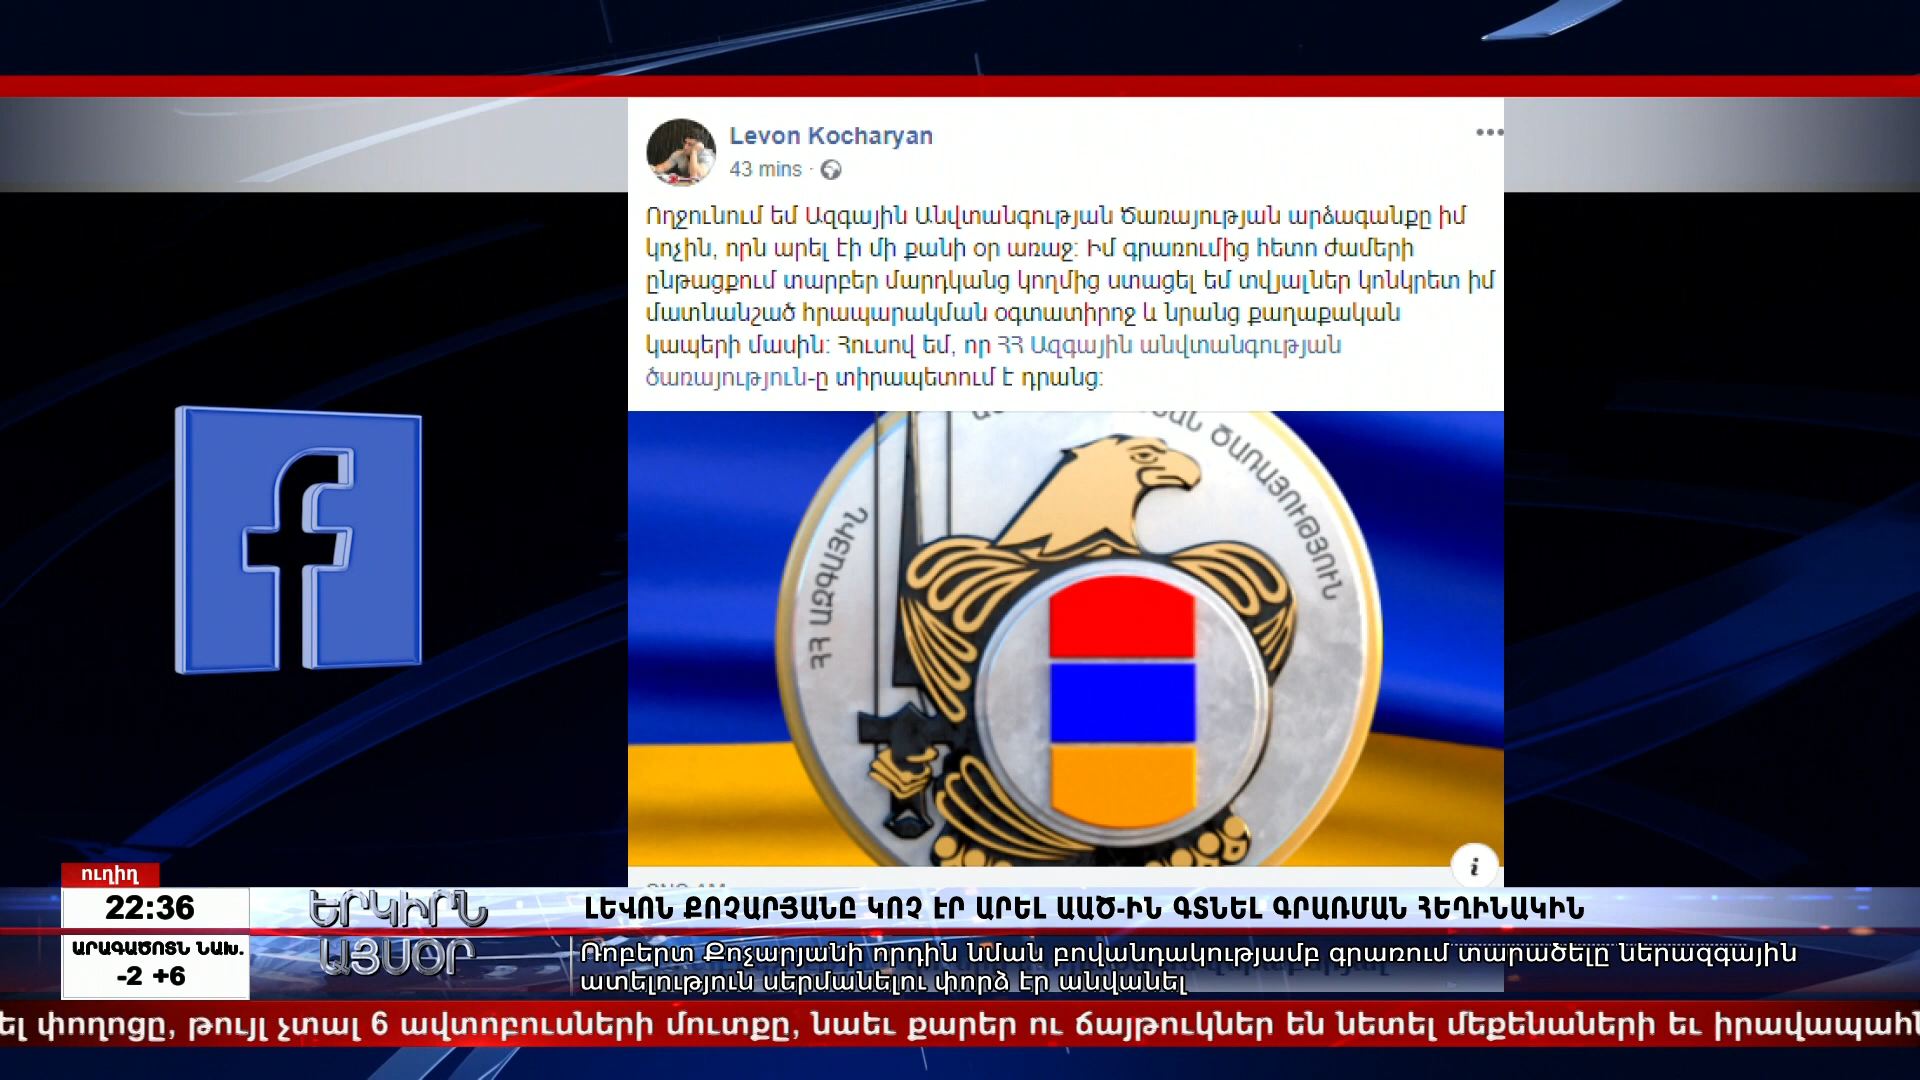 Levon Kocharyan
43 mins ·
Ողջունում եմ Ազգային Անվտանգության Ծառայության արձագանքը իմ
կոչին, որն արել էի մի քանի օր առաջ: Իմ գրառումից հետո ժամերի
ընթացքում տարբեր մարդկանց կողմից ստացել եմ տվյալներ կոնկրետ իմ
մատնանշած հրապարակման օգտատիրոջ և նրանց քաղաքական
կապերի մասին: Հուսով եմ, որ ՀՀ Ազգային անվտանգության
ծառայություն-ը տիրապետում է դրանց:
ՀՀ ԱԶԳԱՅԻՆ
ԾԱՌԱՅՈՒԹՅՈՒՆ
ուղիղ
22:36
ԱՐԱԳԱԾՈՏՆ ՆԱԽ.
-2 +6
ԵՐԿԻՐՆ
ԱՅՍՕՐ
ԼԵՎՈՆ ՔՈՉԱՐՅԱՆԸ ԿՈՉ ԷՐ ԱՐԵԼ ԱԱԾ-ԻՆ ԳՏՆԵԼ ԳՐԱՌՄԱՆ ՀԵՂԻՆԱԿԻՆ
Ռոբերտ Քոչարյանի որդին նման բովանդակությամբ գրառում տարածելը ներազգային
ատելություն սերմանելու փորձ էր անվանել
ել փողոցը, թույլ չտալ 6 ավտոբուսների մուտքը, նաեւ քարեր ու ճայթուկներ են նետել մեքենաների եւ իրավապահ